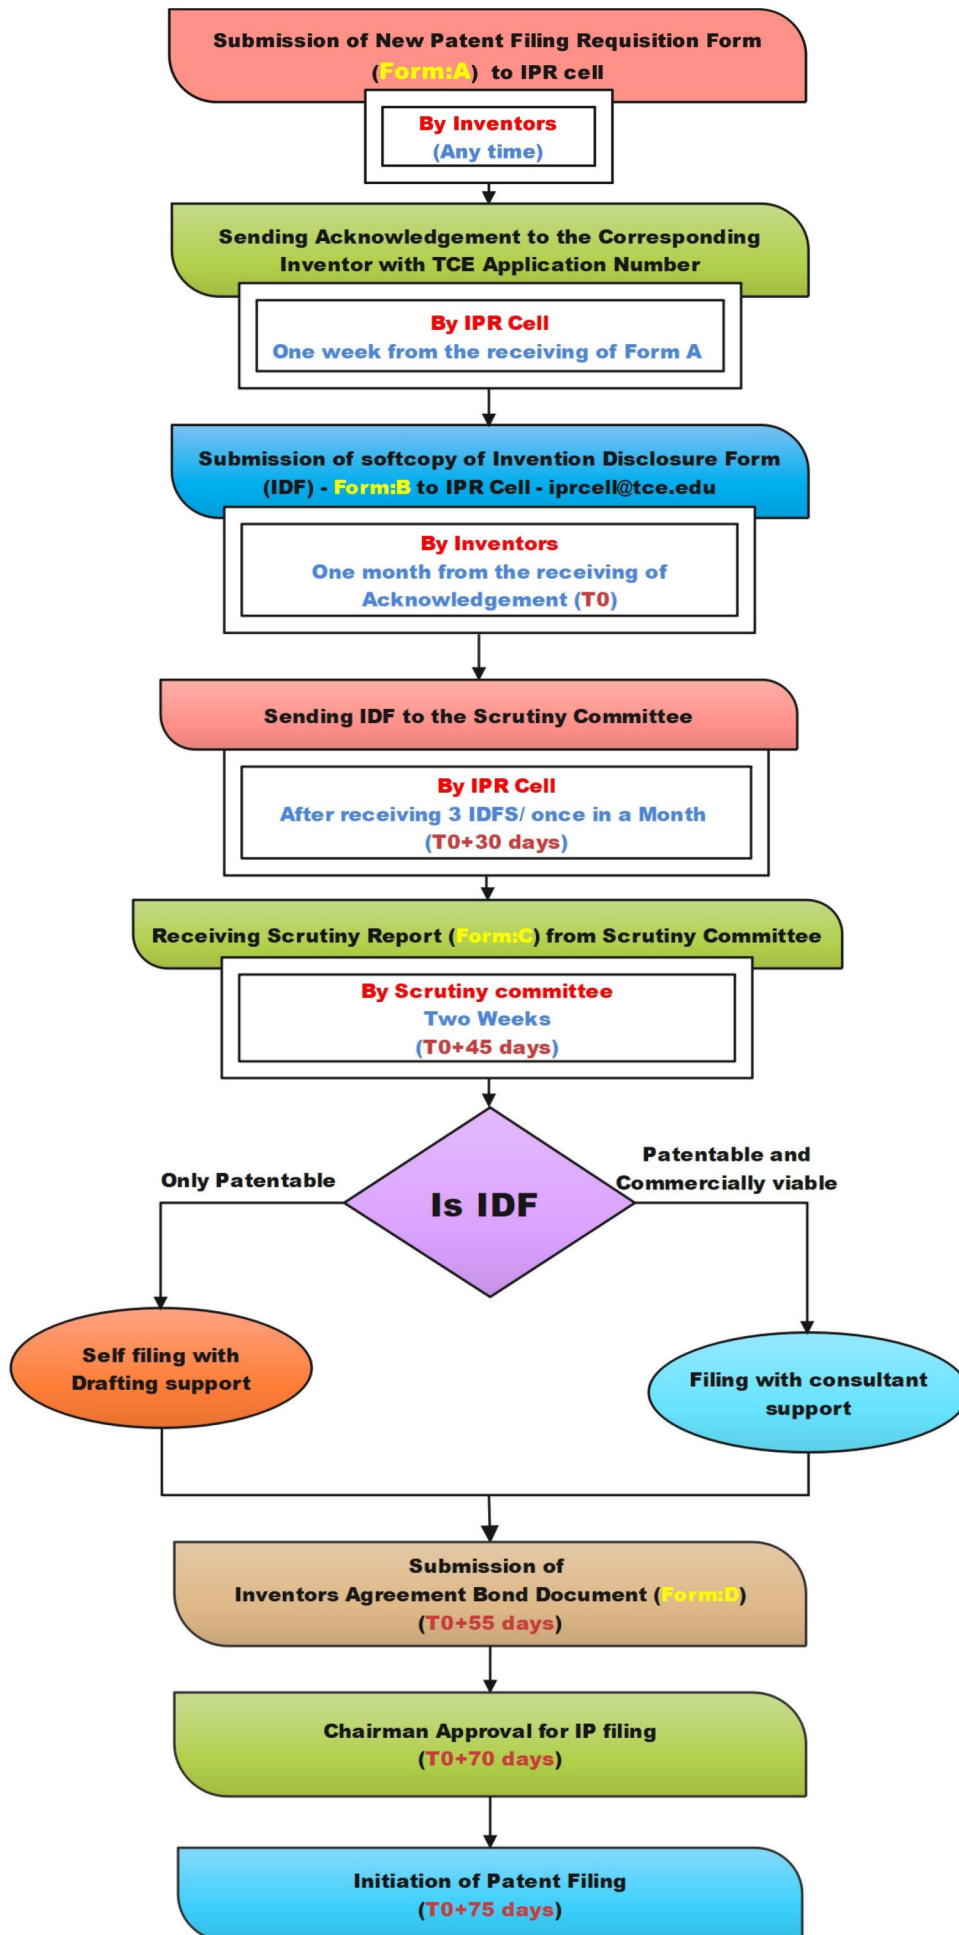 Submission of New Patent Filing Requisition Form
(Form:A) to IPR cell
By Inventors
(Any time)
Sending Acknowledgement to the Corresponding
Inventor with TCE Application Number
By IPR Cell
One week from the receiving of Form A
Submission of softcopy of Invention Disclosure Form
(IDF) - Form:B to IPR Cell - iprcell@tce.edu
By Inventors
One month from the receiving of
Acknowledgement (T0)
Sending IDF to the Scrutiny Committee
By IPR Cell
After receiving 3 IDFS/ once in a Month
(T0+30 days)
Receiving Scrutiny Report (Form:C) from Scrutiny Committee
By Scrutiny committee
Two Weeks
(T0+45 days)
Only Patentable
Patentable and
Commercially viable
Is IDF
Self filing with
Drafting support
Filing with consultant
support
Submission of
Inventors Agreement Bond Document (Form:D)
(T0+55 days)
Chairman Approval for IP filing
(T0+70 days)
Initiation of Patent Filing
(T0+75 days)